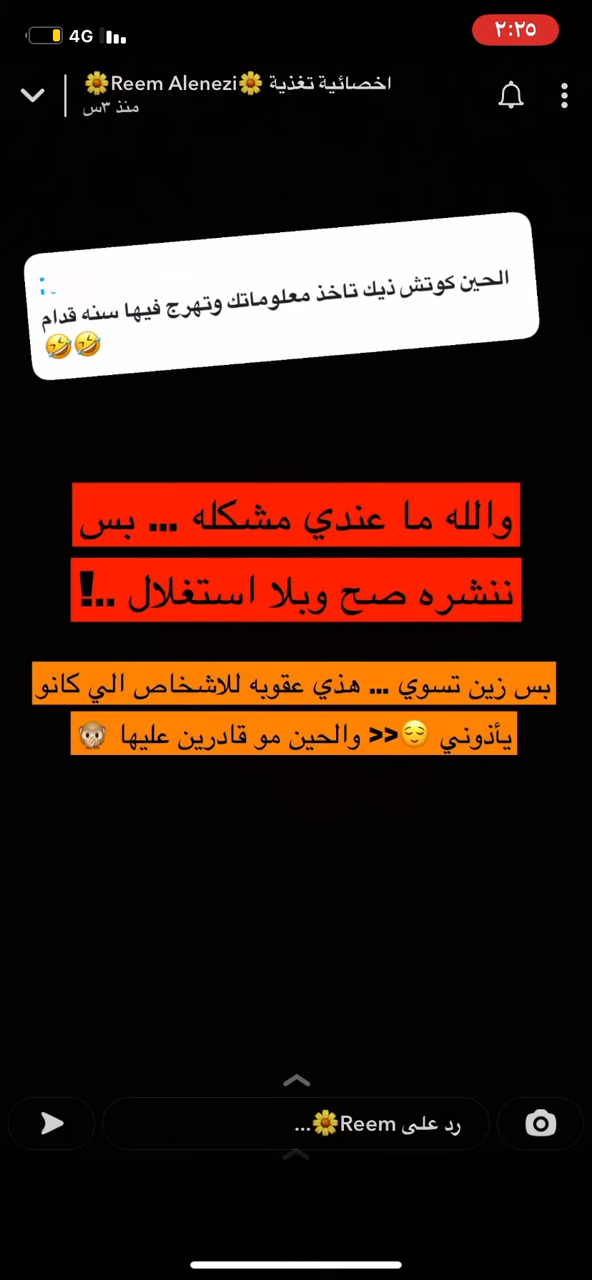 4G
٢:٢٥
🌼Reem Alenezi🌼 اخصائية تغذية
منذ ٣س
الحين كوتش ذيك تاخذ معلوماتك وتهرج فيها سنه قدام
🤣🤣
والله ما عندي مشكله ... بس
ننشره صح وبلا استغلال ..!
بس زين تسوي ... هذي عقوبه للاشخاص الي كانو
يأذوني 😌>> والحين مو قادرين عليها 🙊
رد على Reem🌼...